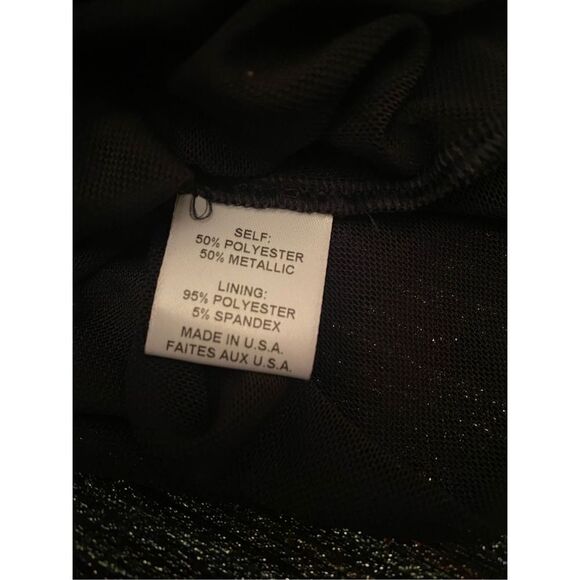 SELF:
50% POLYESTER
50% METALLIC
LINING:
95% POLYESTER
5% SPANDEX
MADE IN U.S.A.
FAITES AUX U.S.A.